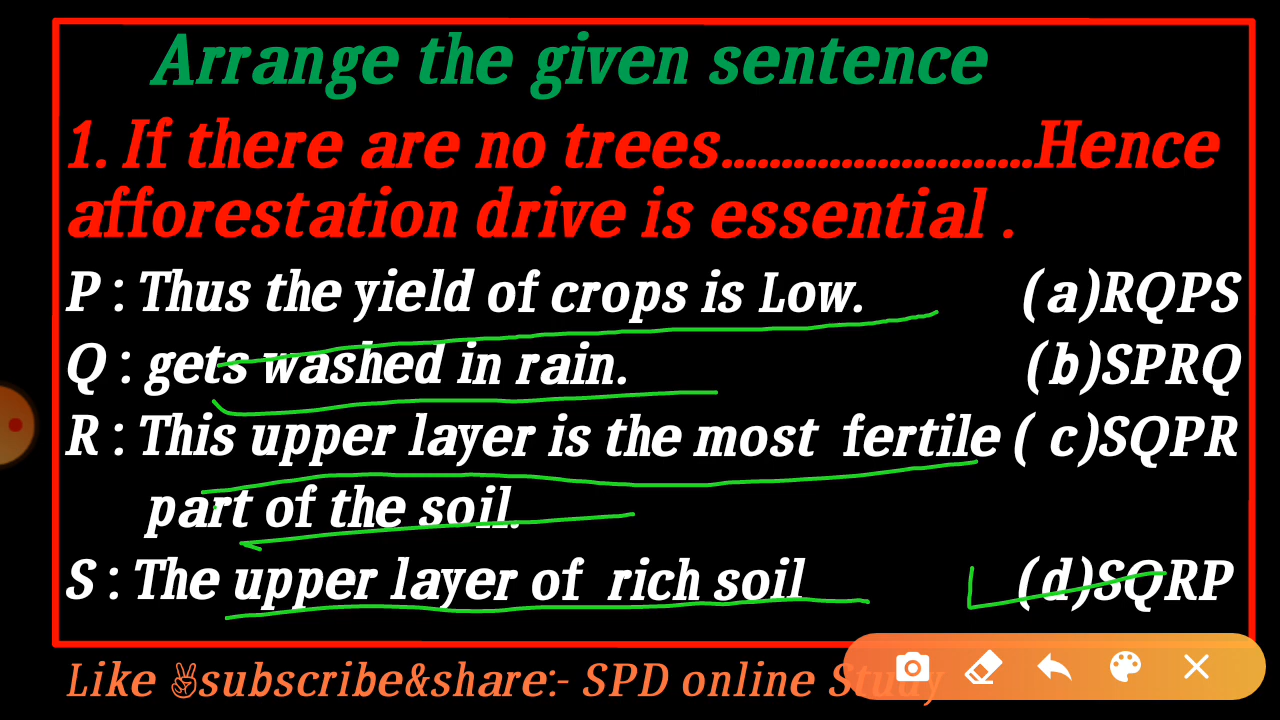 Arrange the given sentence
1. If there are no trees..........................Hence
afforestation drive is essential .
P : Thus the yield of crops is Low. (a)RQPS
Q : gets washed in rain. (b)SPRQ
R : This upper layer is the most fertile (c)SQPR
part of the soil.
S : The upper layer of rich soil (d)SQRP
Like ✌subscribe&share:- SPD online Study